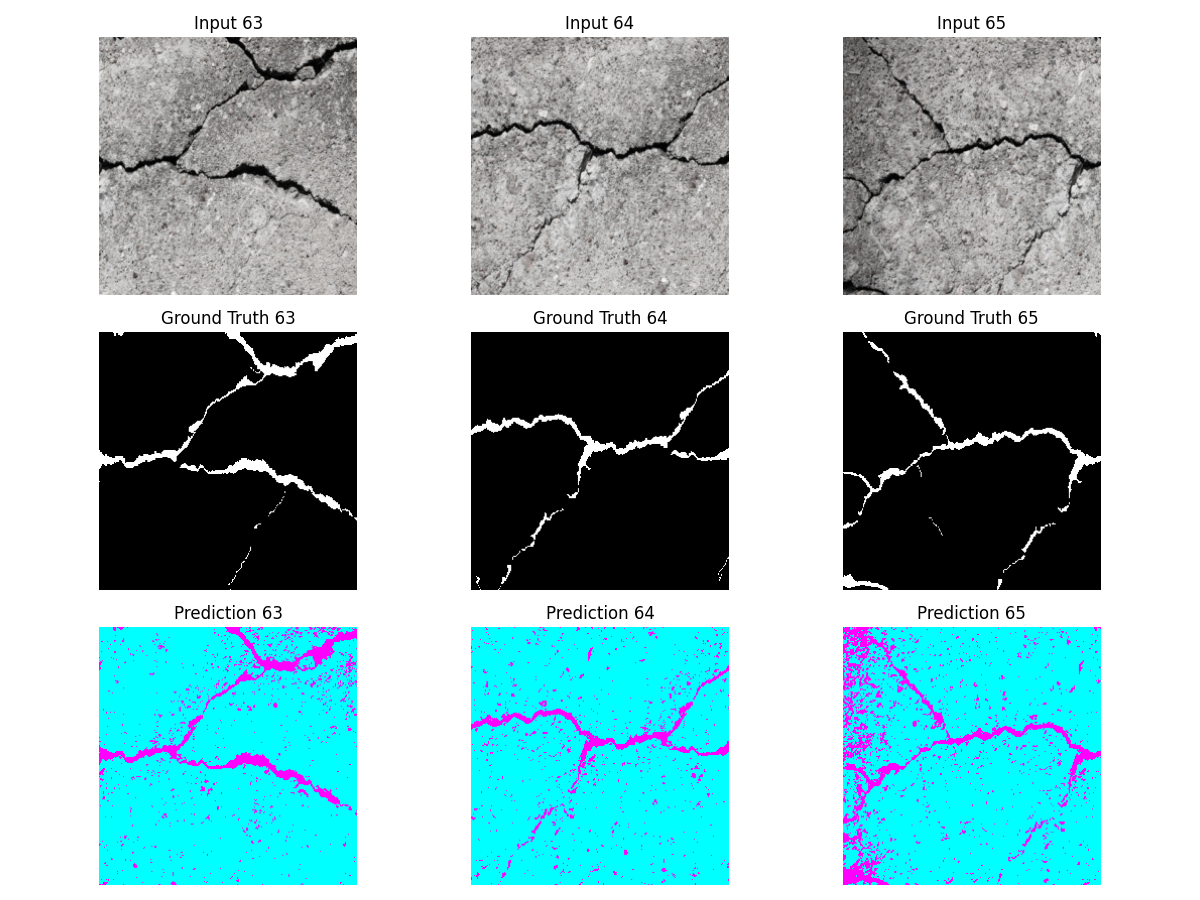 Input 63
Input 64
Input 65
Ground Truth 63
Ground Truth 64
Ground Truth 65
Prediction 63
Prediction 64
Prediction 65